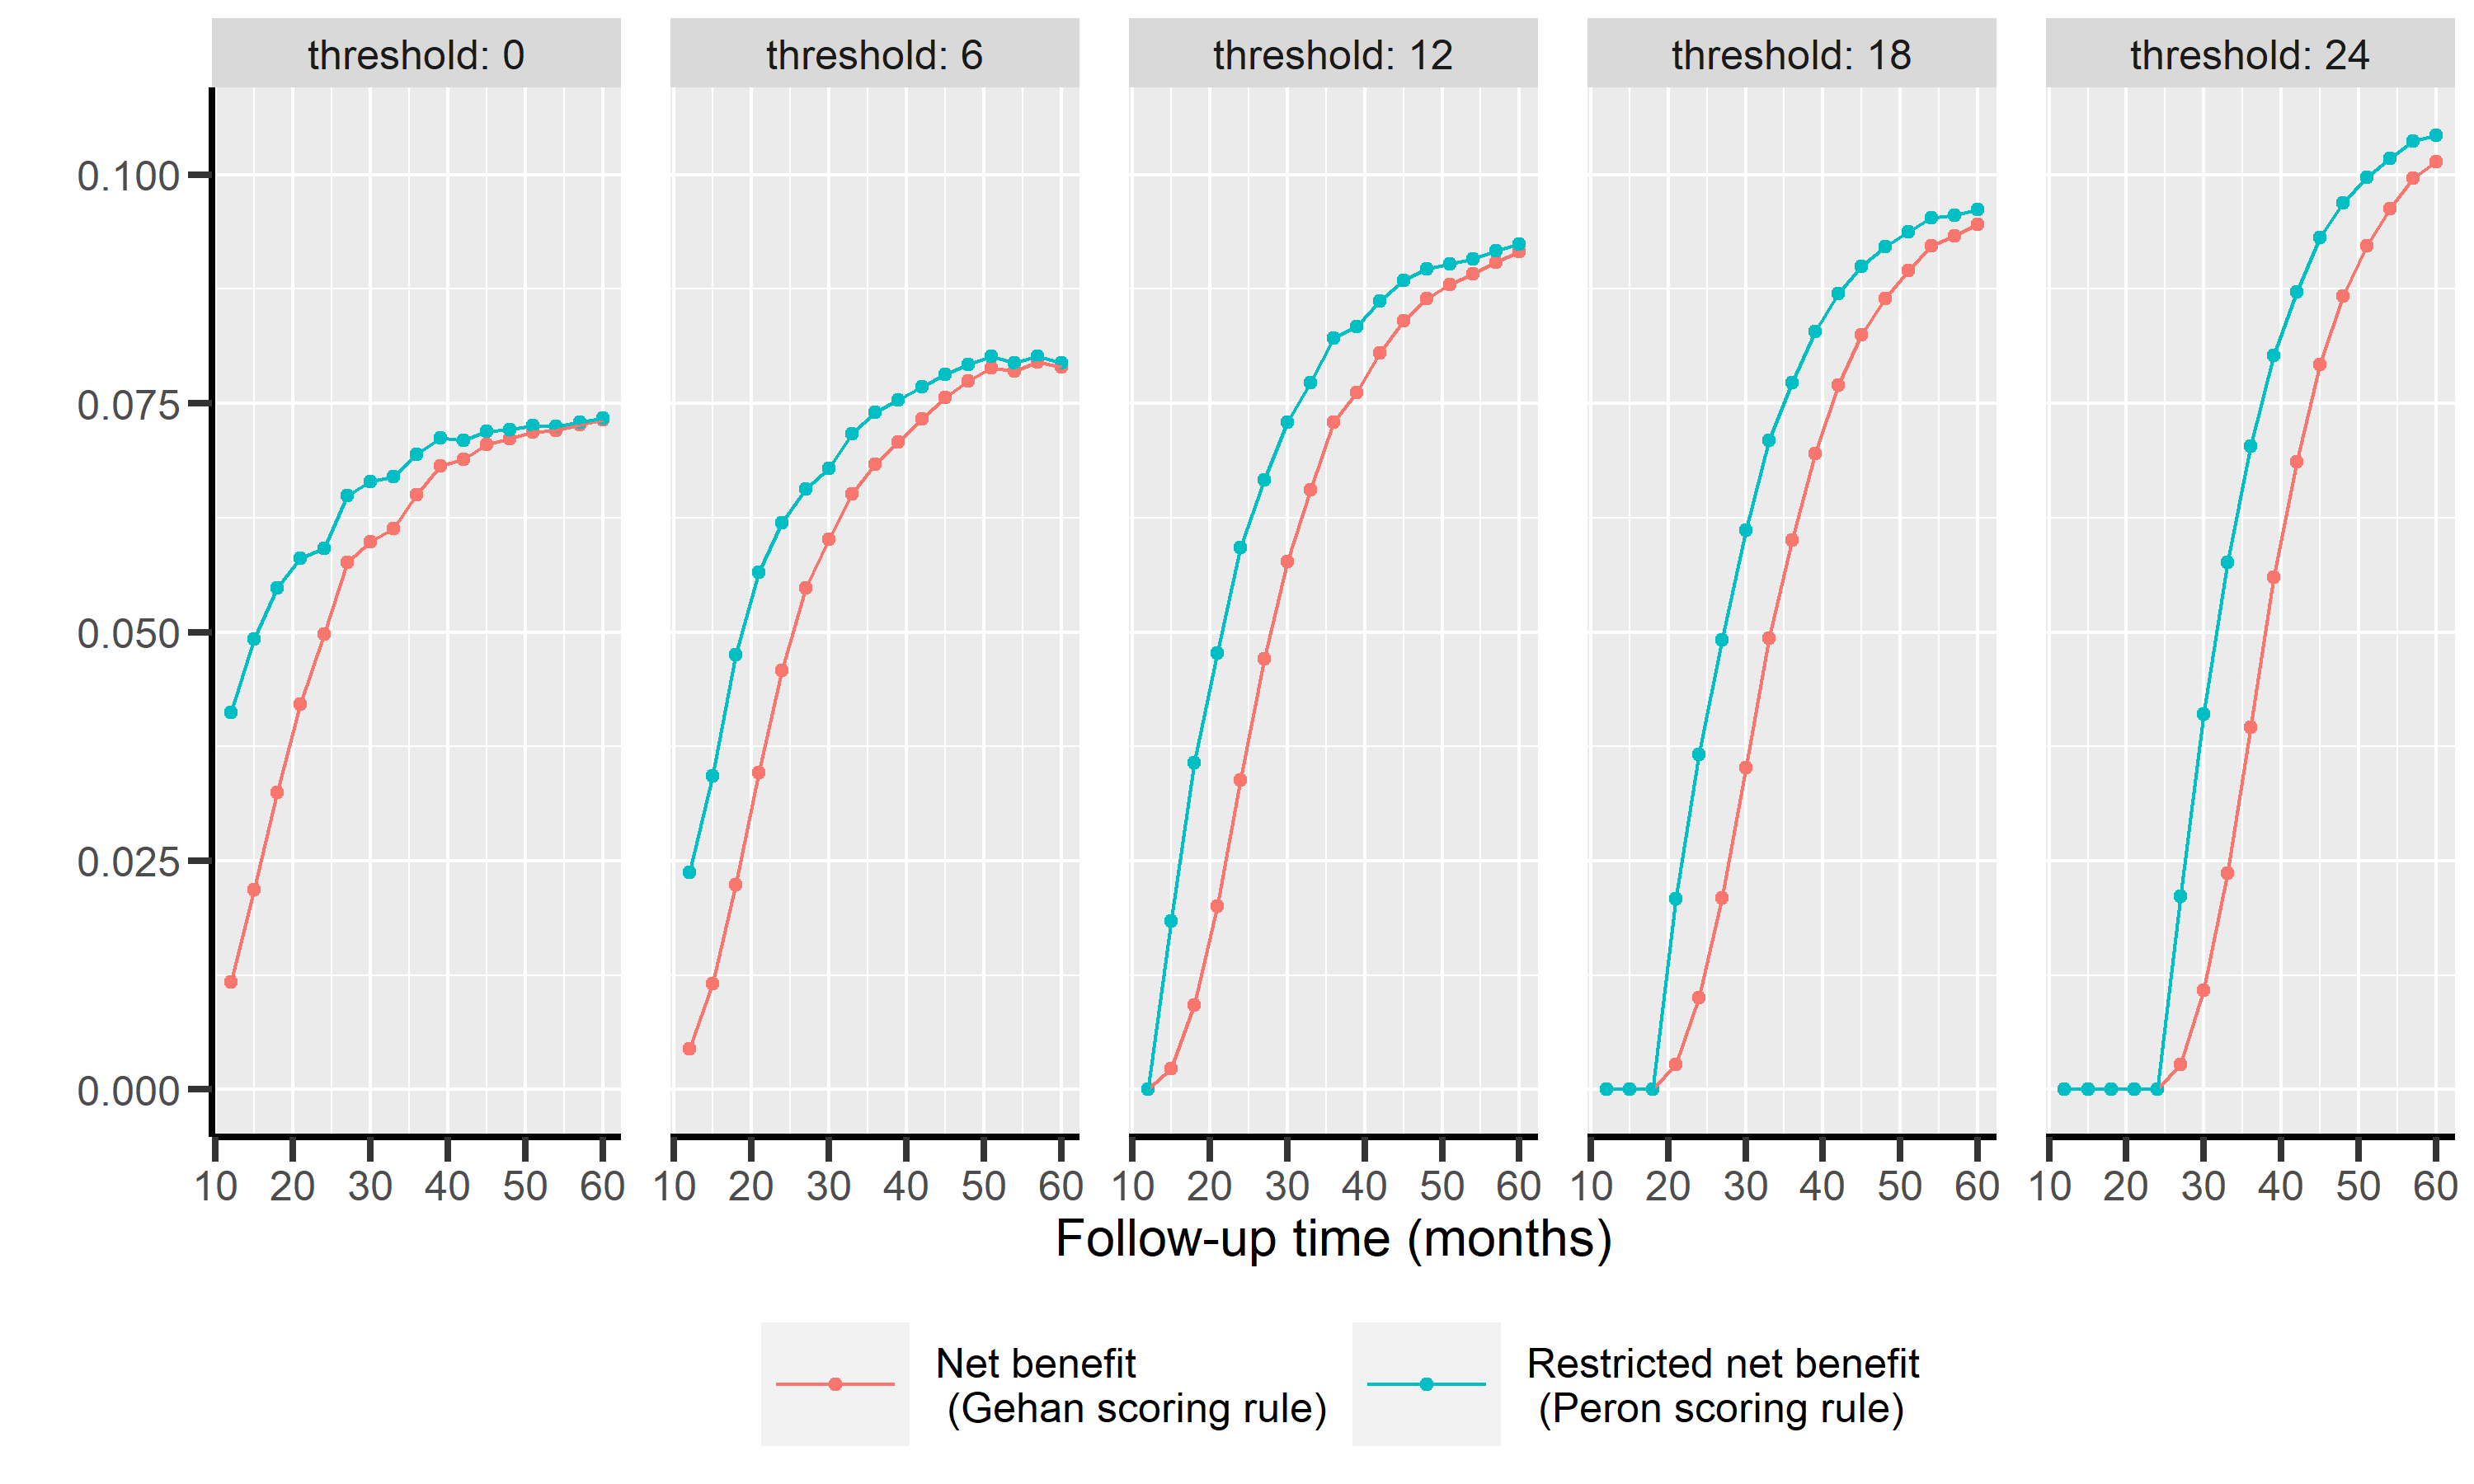 threshold: 0 threshold: 6 threshold: 12 threshold: 18 threshold: 24
0.100
0.075
0.050
0.025
0.000
10 20 30 40 50 60 10 20 30 40 50 60 10 20 30 40 50 60 10 20 30 40 50 60 10 20 30 40 50 60
Follow-up time (months)
Net benefit
(Gehan scoring rule)
Restricted net benefit
(Peron scoring rule)